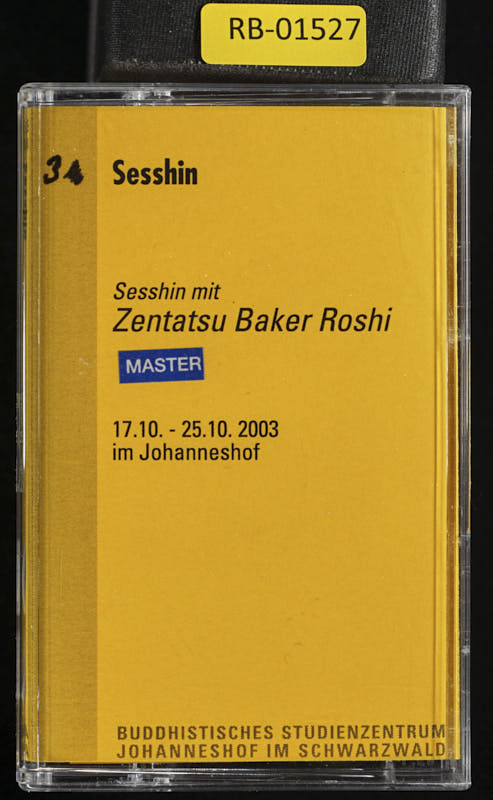 RB-01527
Sesshin
Sesshin mit
Zentatsu Baker Roshi
MASTER
17.10. - 25.10. 2003
im Johanneshof
BUDDHISTISCHES STUDIENZENTRUM
JOHANNESHOF IM SCHWARZWALD